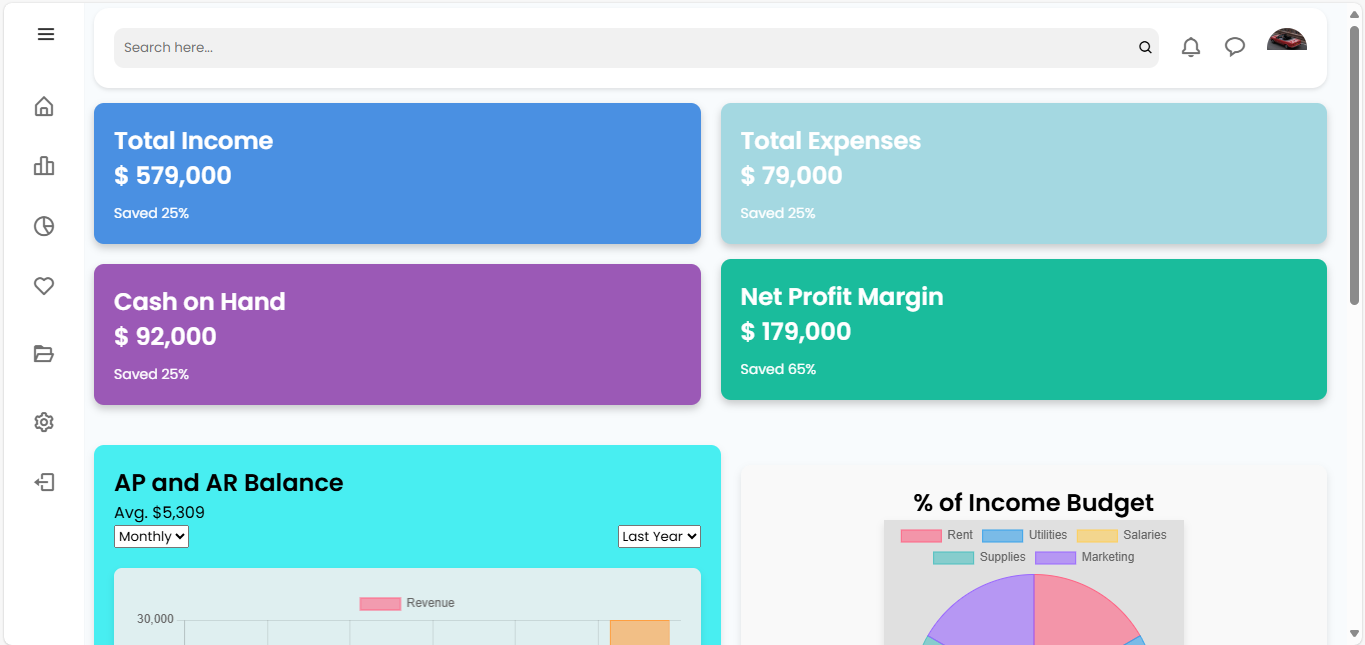 Search here...
Total Income
$ 579,000
Saved 25%
Total Expenses
$ 79,000
Saved 25%
Cash on Hand
$ 92,000
Saved 25%
Net Profit Margin
$ 179,000
Saved 65%
AP and AR Balance
Avg. $5,309
Monthly
Last Year
Revenue
30,000
% of Income Budget
Rent Utilities Salaries
Supplies Marketing